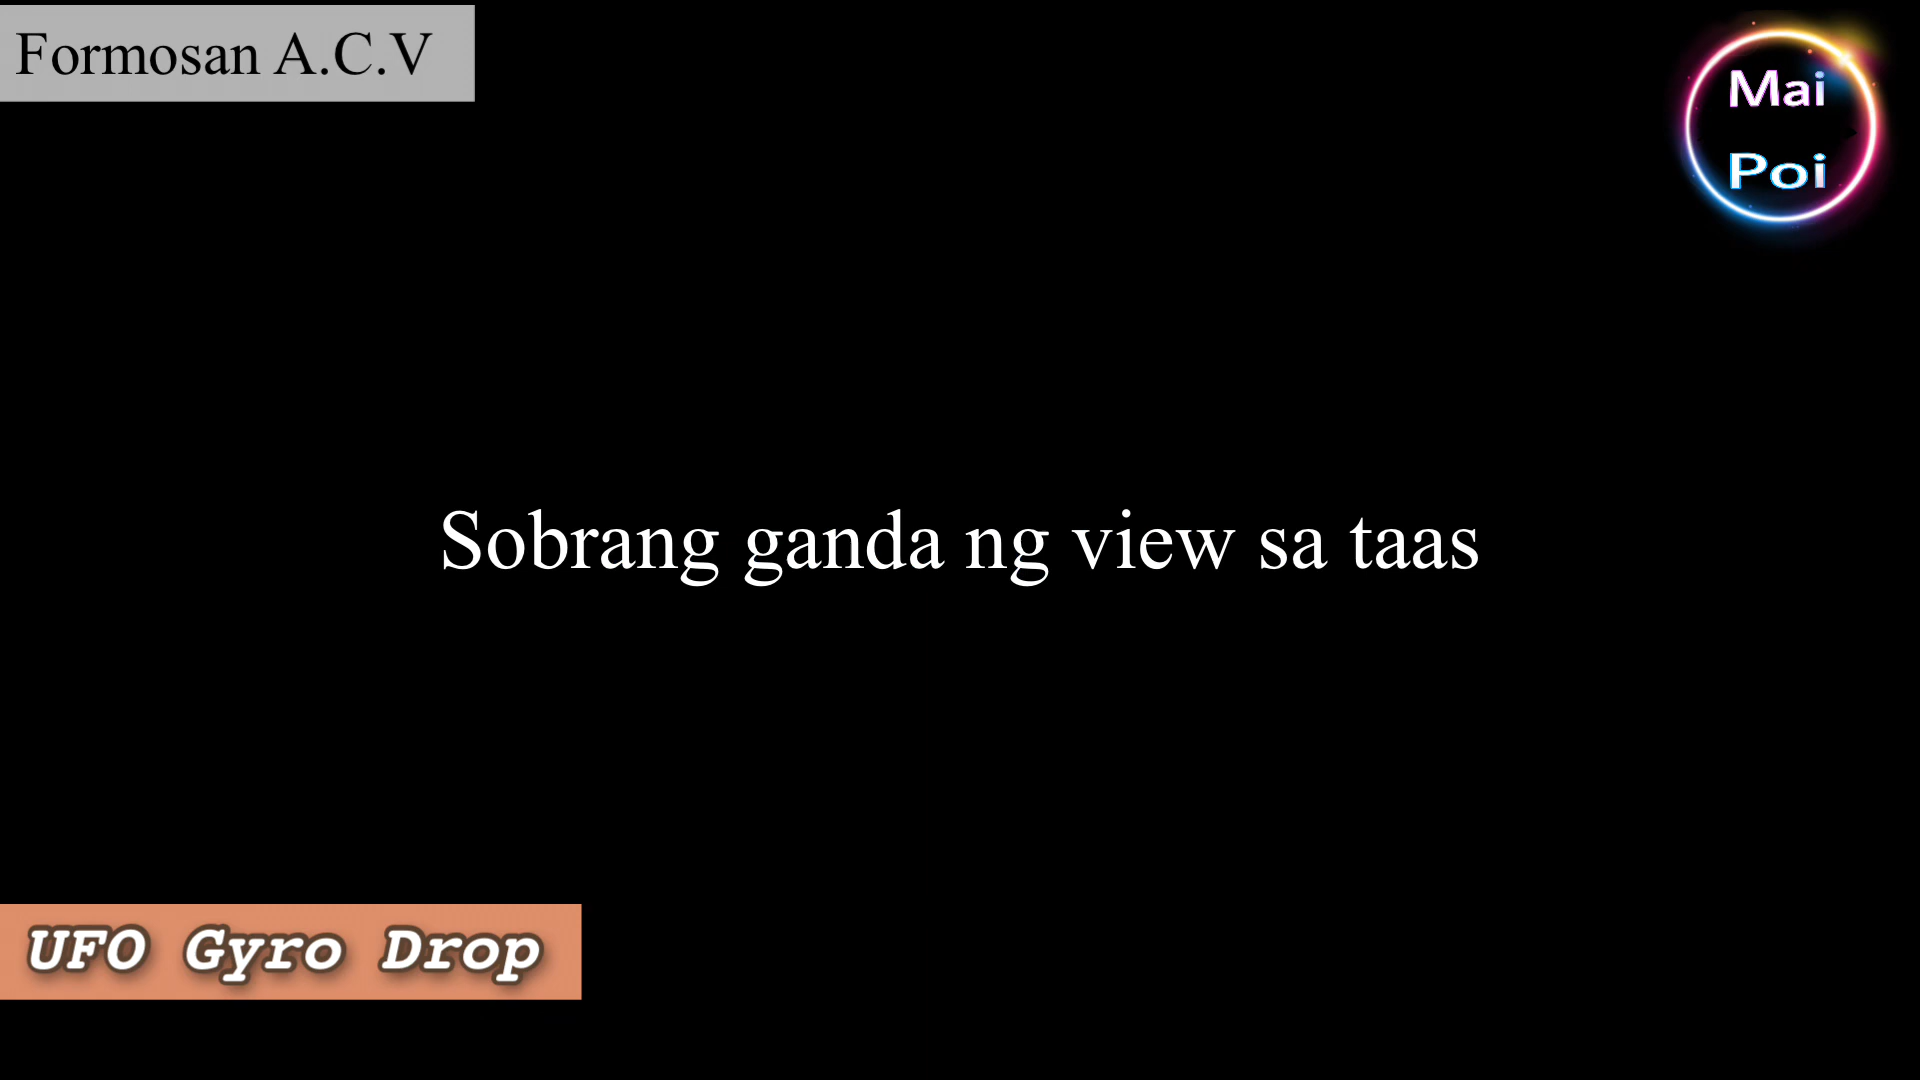 Formosan A.C.V
Mai
Poi
Sobrang ganda ng view sa taas
UFO Gyro Drop